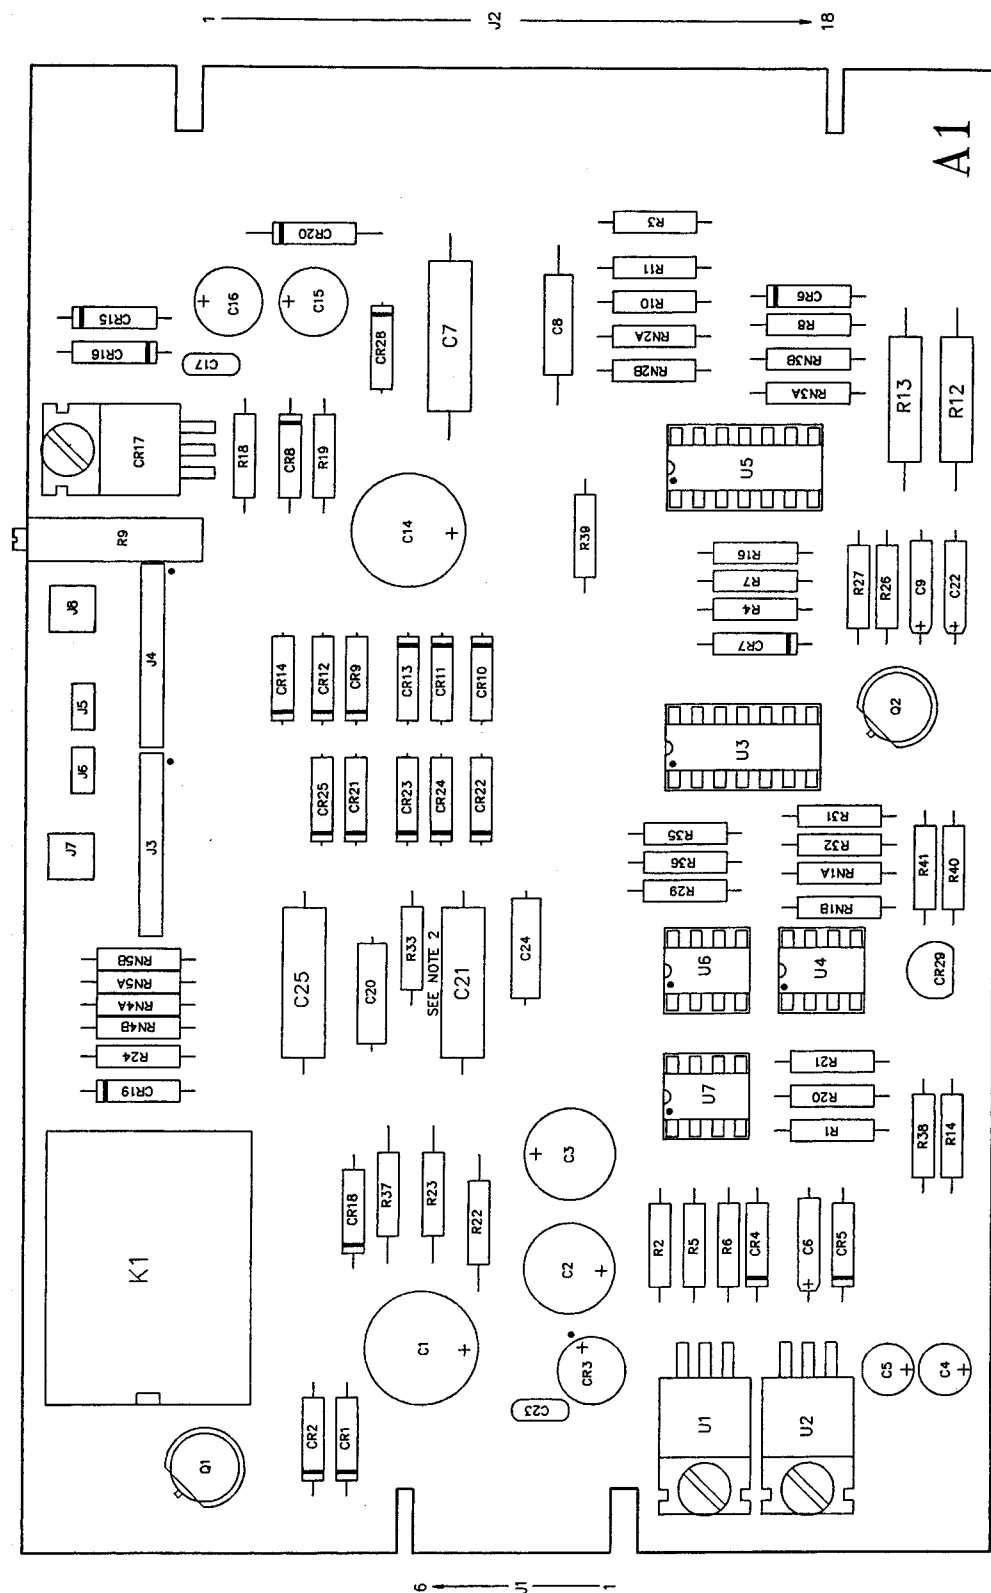 1
J2
18
A1
CR20
R3
C16
C15
R11
CR15
CR6
R10
C7
C8
CR16
C17
CR28
R8
RN2A
RN3B
RN2B
RN3A
R13
R12
CR17
R18
CR8
R19
U5
C14
R9
R39
R16
J8
R7
R27
R26
C9
C22
R4
J4
CR7
CR14
CR12
CR9
CR13
CR11
CR10
J5
Q2
J6
U3
CR25
CR21
CR23
CR24
CR22
J7
J3
R31
R35
R32
R36
RN1A
R41
R40
R29
RN1B
R33
RN5B
C24
U6
U4
CR29
RN5A
C25
C20
SEE NOTE 2
C21
RN4A
RN4B
R24
R21
CR19
U7
R20
R1
R38
R14
C3
CR18
R37
R23
R22
R2
R5
R6
CR4
C6
CR5
K1
C2
C1
CR3
C5
C4
C23
U1
U2
CR2
CR1
Q1
6
J1
1